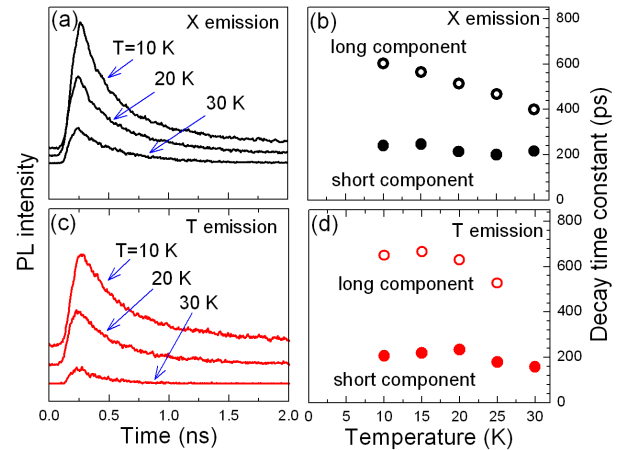 (a)
X emission
T=10 K
20 K
30 K
(b)
X emission
long component
short component
800
600
400
200
0
(c)
T emission
T=10 K
20 K
30 K
(d)
T emission
long component
short component
800
600
400
200
0
PL intensity
Decay time constant (ps)
0.0 0.5 1.0 1.5 2.0
0 5 10 15 20 25 30
Time (ns)
Temperature (K)